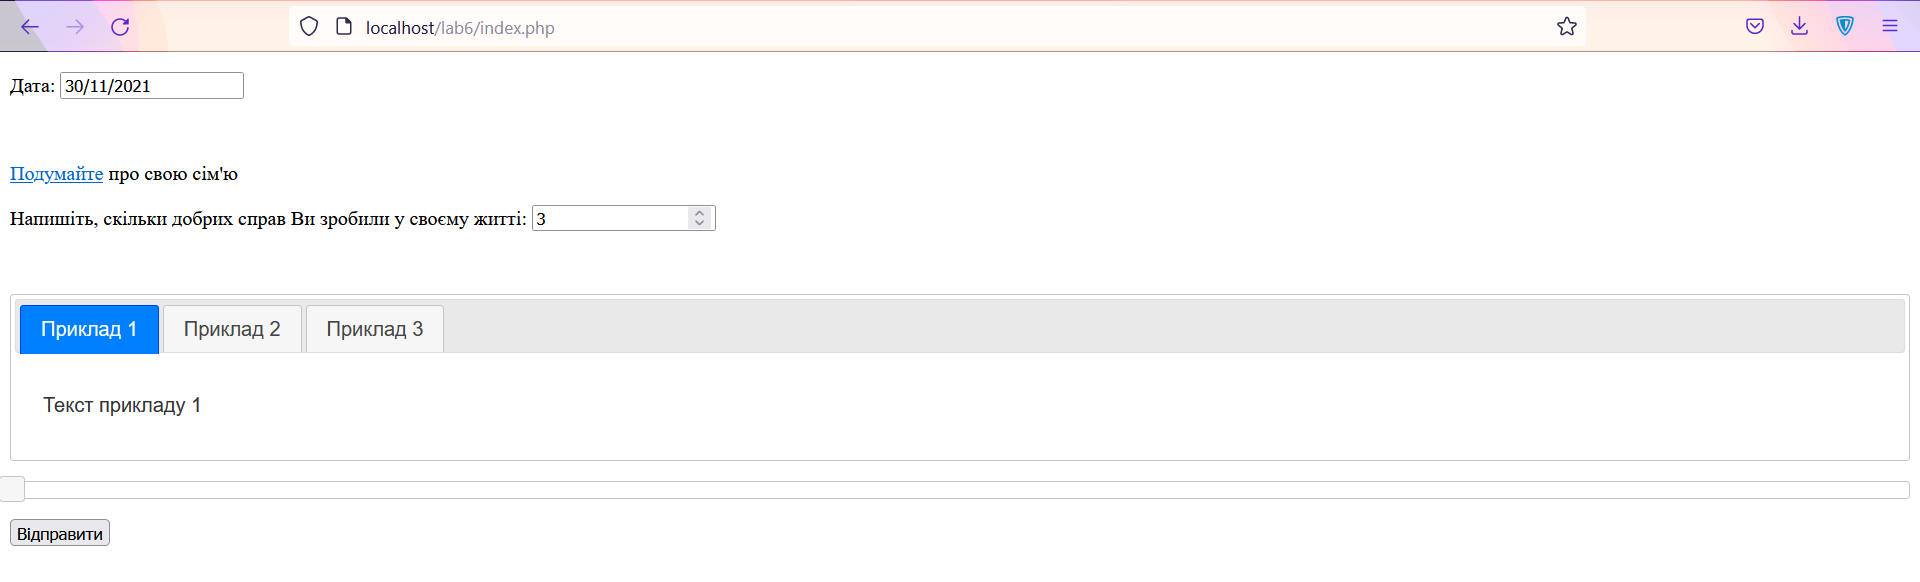 localhost/lab6/index.php
Дата: 30/11/2021
Подумайте про свою сім'ю
Напишіть, скільки добрих справ Ви зробили у своєму житті: 3
Приклад 1 Приклад 2 Приклад 3
Текст прикладу 1
Відправити